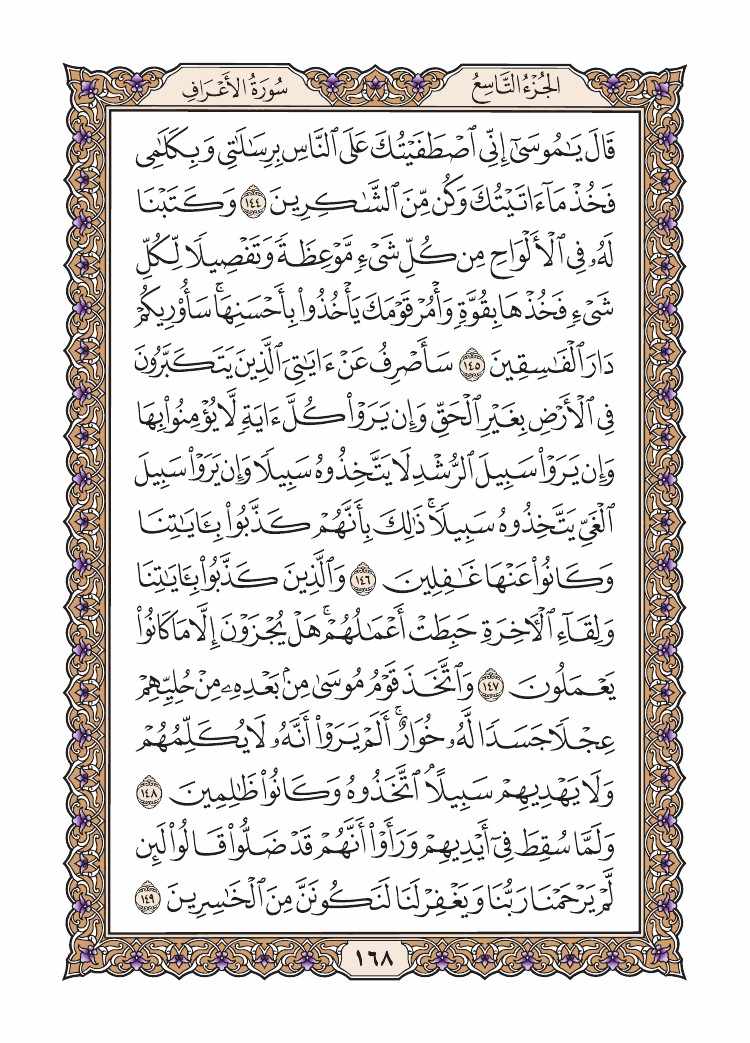 الجُزْءُ التَّاسِعُ
سُورَةُ الأَعْرَافِ
قَالَ يَٰمُوسَىٰٓ إِنِّي ٱصۡطَفَيۡتُكَ عَلَى ٱلنَّاسِ بِرِسَٰلَٰتِي وَبِكَلَٰمِي
فَخُذۡ مَآ ءَاتَيۡتُكَ وَكُن مِّنَ ٱلشَّٰكِرِينَ ١٤٤ وَكَتَبۡنَا
لَهُۥ فِي ٱلۡأَلۡوَاحِ مِن كُلِّ شَيۡءٖ مَّوۡعِظَةٗ وَتَفۡصِيلٗا لِّكُلِّ
شَيۡءٖ فَخُذۡهَا بِقُوَّةٖ وَأۡمُرۡ قَوۡمَكَ يَأۡخُذُواْ بِأَحۡسَنِهَاۚ سَأُوْرِيكُمۡ
دَارَ ٱلۡفَٰسِقِينَ ١٤٥ سَأَصۡرِفُ عَنۡ ءَايَٰتِيَ ٱلَّذِينَ يَتَكَبَّرُونَ
فِي ٱلۡأَرۡضِ بِغَيۡرِ ٱلۡحَقِّ وَإِن يَرَوۡاْ كُلَّ ءَايَةٖ لَّا يُؤۡمِنُواْ بِهَا
وَإِن يَرَوۡاْ سَبِيلَ ٱلرُّشۡدِ لَا يَتَّخِذُوهُ سَبِيلٗا وَإِن يَرَوۡاْ سَبِيلَ
ٱلۡغَيِّ يَتَّخِذُوهُ سَبِيلٗاۚ ذَٰلِكَ بِأَنَّهُمۡ كَذَّبُواْ بِـَٔايَٰتِنَا
وَكَانُواْ عَنۡهَا غَٰفِلِينَ ١٤٦ وَٱلَّذِينَ كَذَّبُواْ بِـَٔايَٰتِنَا
وَلِقَآءِ ٱلۡأٓخِرَةِ حَبِطَتۡ أَعۡمَٰلُهُمۡۚ هَلۡ يُجۡزَوۡنَ إِلَّا مَا كَانُواْ
يَعۡمَلُونَ ١٤٧ وَٱتَّخَذَ قَوۡمُ مُوسَىٰ مِنۢ بَعۡدِهِۦ مِنۡ حُلِيِّهِمۡ
عِجۡلٗا جَسَدٗا لَّهُۥ خُوَارٌۚ أَلَمۡ يَرَوۡاْ أَنَّهُۥ لَا يُكَلِّمُهُمۡ
وَلَا يَهۡدِيهِمۡ سَبِيلًاۘ ٱتَّخَذُوهُ وَكَانُواْ ظَٰلِمِينَ ١٤٨
وَلَمَّا سُقِطَ فِيٓ أَيۡدِيهِمۡ وَرَأَوۡاْ أَنَّهُمۡ قَدۡ ضَلُّواْ قَالُواْ لَئِن
لَّمۡ يَرۡحَمۡنَا رَبُّنَا وَيَغۡفِرۡ لَنَا لَنَكُونَنَّ مِنَ ٱلۡخَٰسِرِينَ ١٤٩
١٦٨